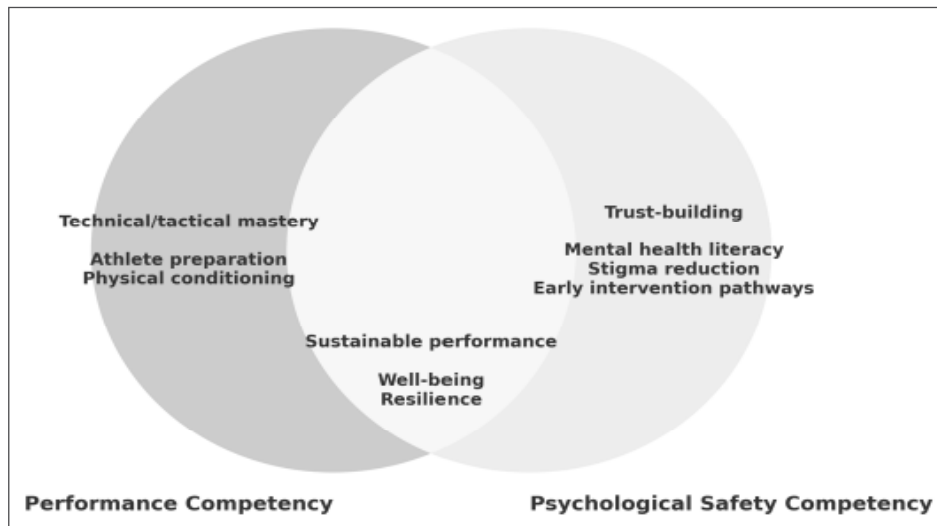 Technical/tactical mastery
Athlete preparation
Physical conditioning
Trust-building
Mental health literacy
Stigma reduction
Early intervention pathways
Sustainable performance
Well-being
Resilience
Performance Competency
Psychological Safety Competency